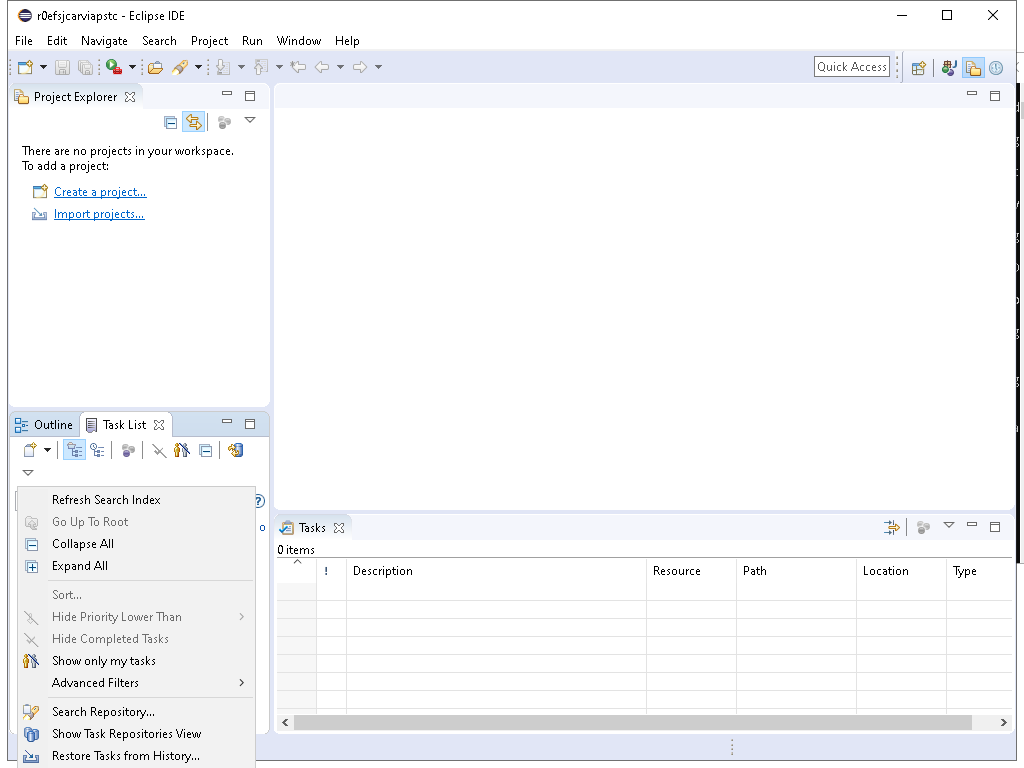 r0efsjcarviapstc - Eclipse IDE
File Edit Navigate Search Project Run Window Help
Quick Access
Project Explorer
There are no projects in your workspace.
To add a project:
Create a project...
Import projects...
Outline Task List
Refresh Search Index
Go Up To Root
Collapse All
Expand All
Sort...
Hide Priority Lower Than
Hide Completed Tasks
Show only my tasks
Advanced Filters
Search Repository...
Show Task Repositories View
Restore Tasks from History...
Tasks
0 items
! Description Resource Path Location Type